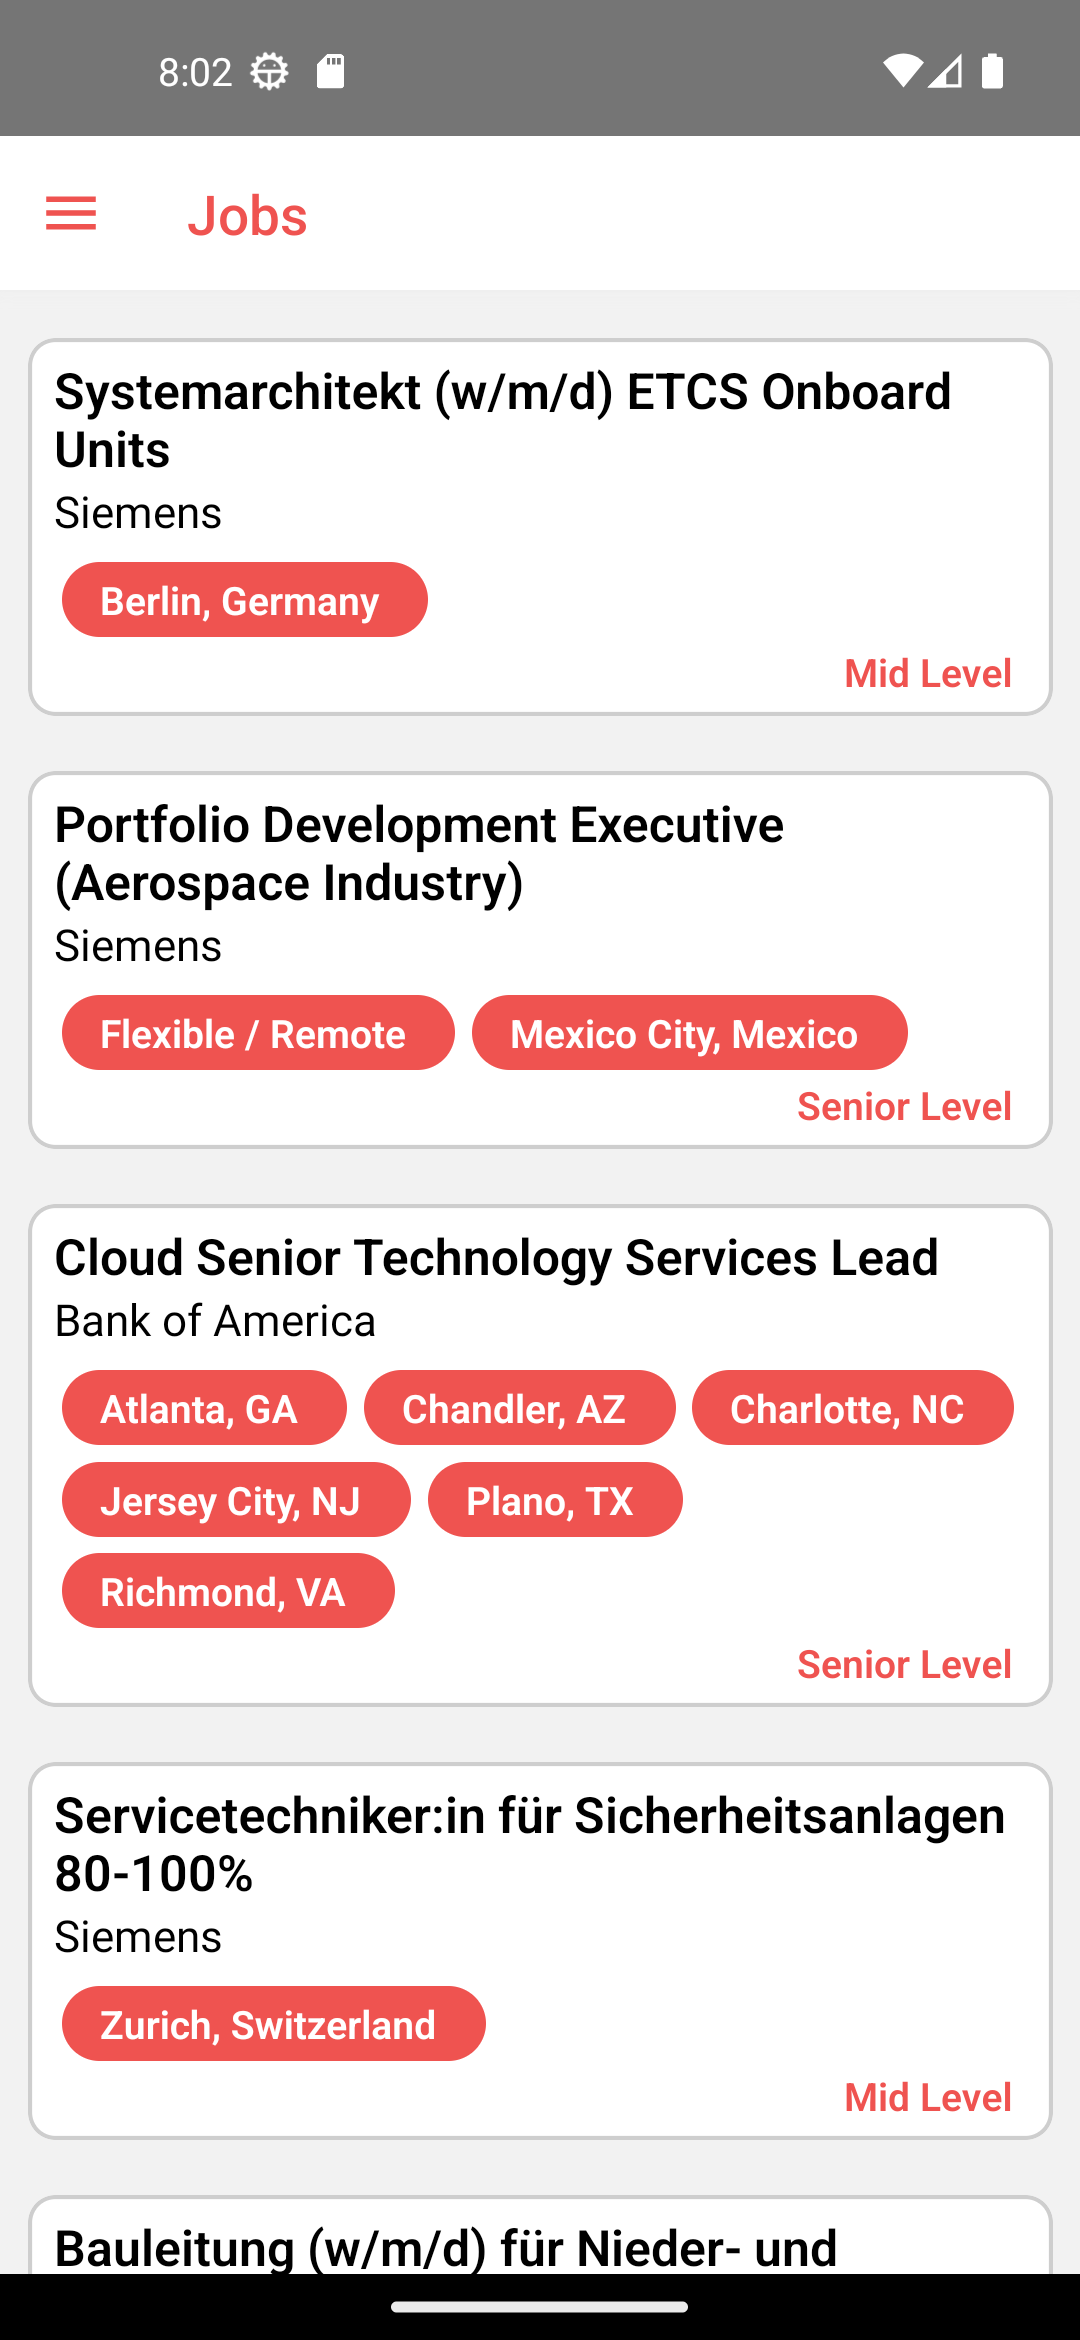 8:02
Jobs
Systemarchitekt (w/m/d) ETCS Onboard
Units
Siemens
Berlin, Germany
Mid Level
Portfolio Development Executive
(Aerospace Industry)
Siemens
Flexible / Remote Mexico City, Mexico
Senior Level
Cloud Senior Technology Services Lead
Bank of America
Atlanta, GA Chandler, AZ Charlotte, NC
Jersey City, NJ Plano, TX
Richmond, VA
Senior Level
Servicetechniker:in für Sicherheitsanlagen
80-100%
Siemens
Zurich, Switzerland
Mid Level
Bauleitung (w/m/d) für Nieder- und